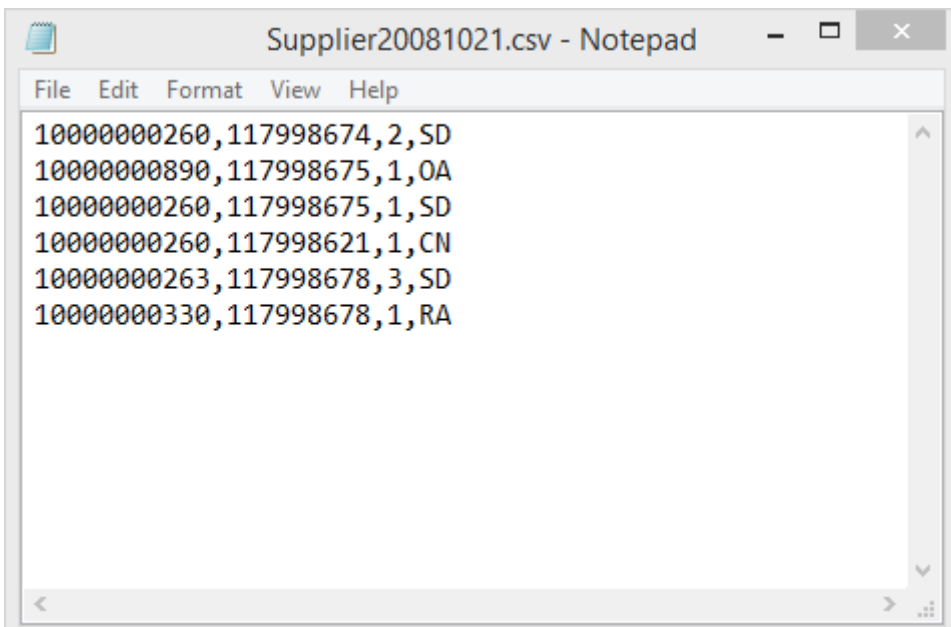 Supplier20081021.csv - Notepad
File Edit Format View Help
10000000260,117998674,2,SD
10000000890,117998675,1,OA
10000000260,117998675,1,SD
10000000260,117998621,1,CN
10000000263,117998678,3,SD
10000000330,117998678,1,RA